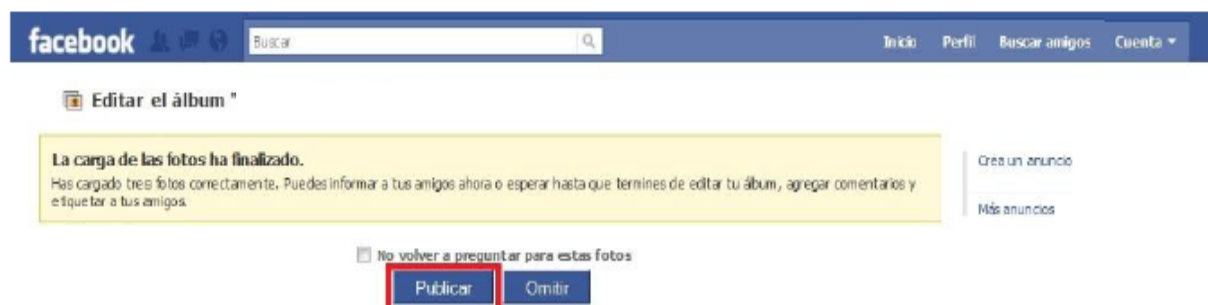 facebook Buscar Inicio Perfil Buscar amigos Cuenta
Editar el álbum "
La carga de las fotos ha finalizado.
Has cargado tres fotos correctamente. Puedes informar a tus amigos ahora o esperar hasta que termines de editar tu álbum, agregar comentarios y
etiquetar a tus amigos.
Crea un anuncio
Más anuncios
No volver a preguntar para estas fotos
Publicar Omitir